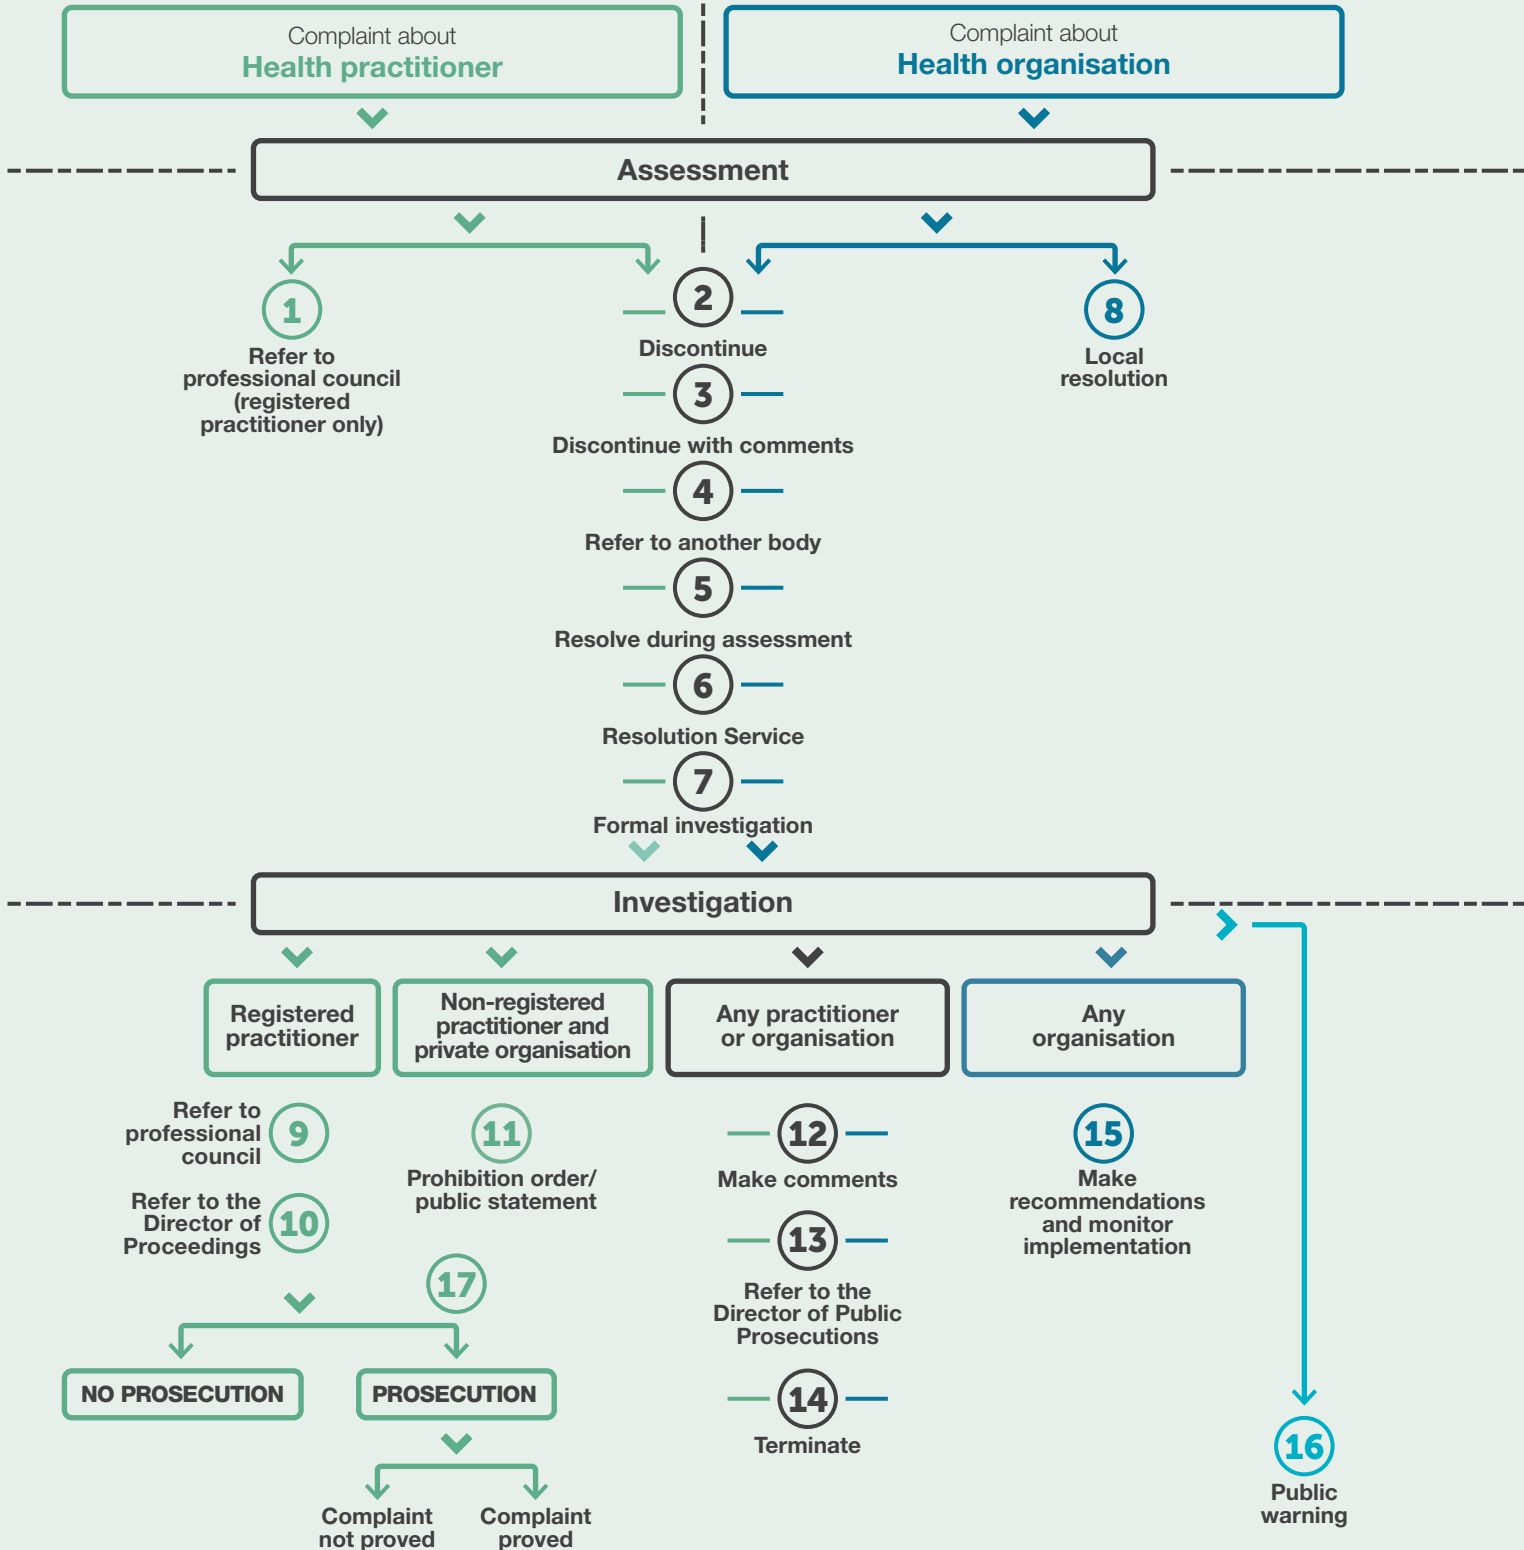 Complaint about
Health practitioner
Complaint about
Health organisation
Assessment
1
Refer to
professional council
(registered
practitioner only)
2
Discontinue
3
Discontinue with comments
4
Refer to another body
5
Resolve during assessment
6
Resolution Service
7
Formal investigation
8
Local
resolution
Investigation
Registered
practitioner
Non-registered
practitioner and
private organisation
Any practitioner
or organisation
Any
organisation
Refer to
professional
council
9
Refer to the
Director of
Proceedings
10
11
Prohibition order/
public statement
12
Make comments
13
Refer to the
Director of Public
Prosecutions
14
Terminate
15
Make
recommendations
and monitor
implementation
17
NO PROSECUTION
PROSECUTION
Complaint
not proved
Complaint
proved
16
Public
warning